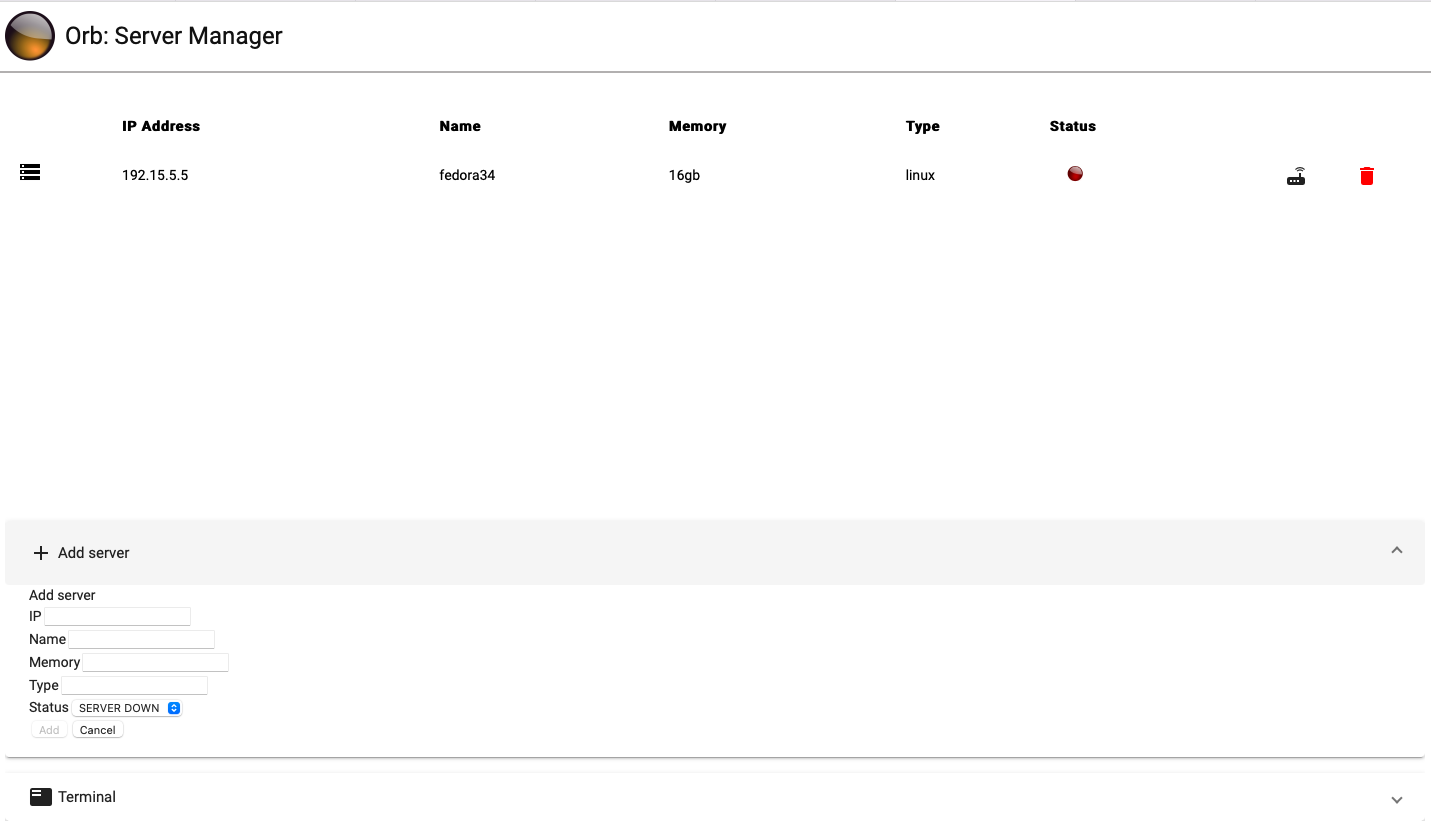 Orb: Server Manager
IP Address Name Memory Type Status
192.15.5.5 fedora34 16gb linux
Add server
Add server
IP
Name
Memory
Type
Status SERVER DOWN
Add Cancel
Terminal